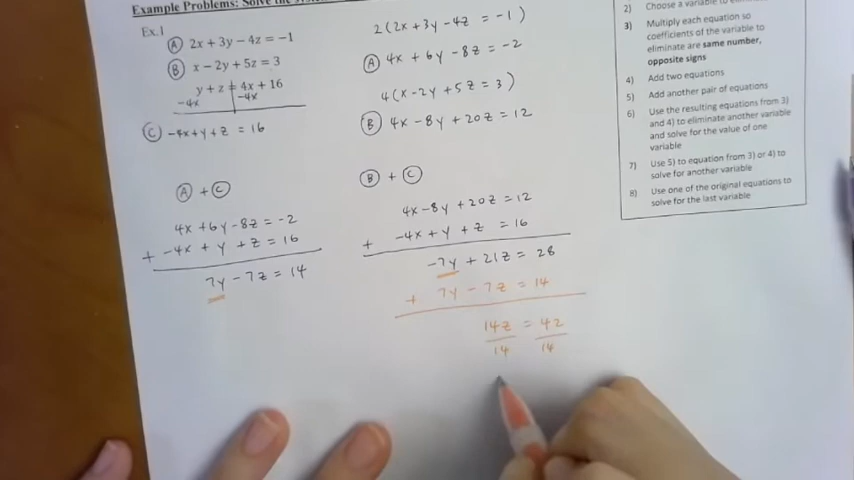 Example Problems: Solve the
Ex.1
Ⓐ 2x + 3y – 4z = –1
Ⓑ x – 2y + 5z = 3
y + z = 4x + 16
-4x -4x
Ⓒ -4x + y + z = 16
2(2x + 3y - 4z = -1)
Ⓐ 4x + 6y - 8z = -2
4(x - 2y + 5z = 3)
Ⓑ 4x - 8y + 20z = 12
Ⓐ + Ⓒ
4x + 6y - 8z = -2
+ -4x + y + z = 16
7y - 7z = 14
Ⓑ + Ⓒ
4x - 8y + 20z = 12
+ -4x + y + z = 16
-7y + 21z = 28
+ 7y - 7z = 14
14z = 42
14 14
2) Choose a variable to
3) Multiply each equation so
coefficients of the variable to
eliminate are same number,
opposite signs
4) Add two equations
5) Add another pair of equations
6) Use the resulting equations from 3)
and 4) to eliminate another variable
and solve for the value of one
variable
7) Use 5) to equation from 3) or 4) to
solve for another variable
8) Use one of the original equations to
solve for the last variable